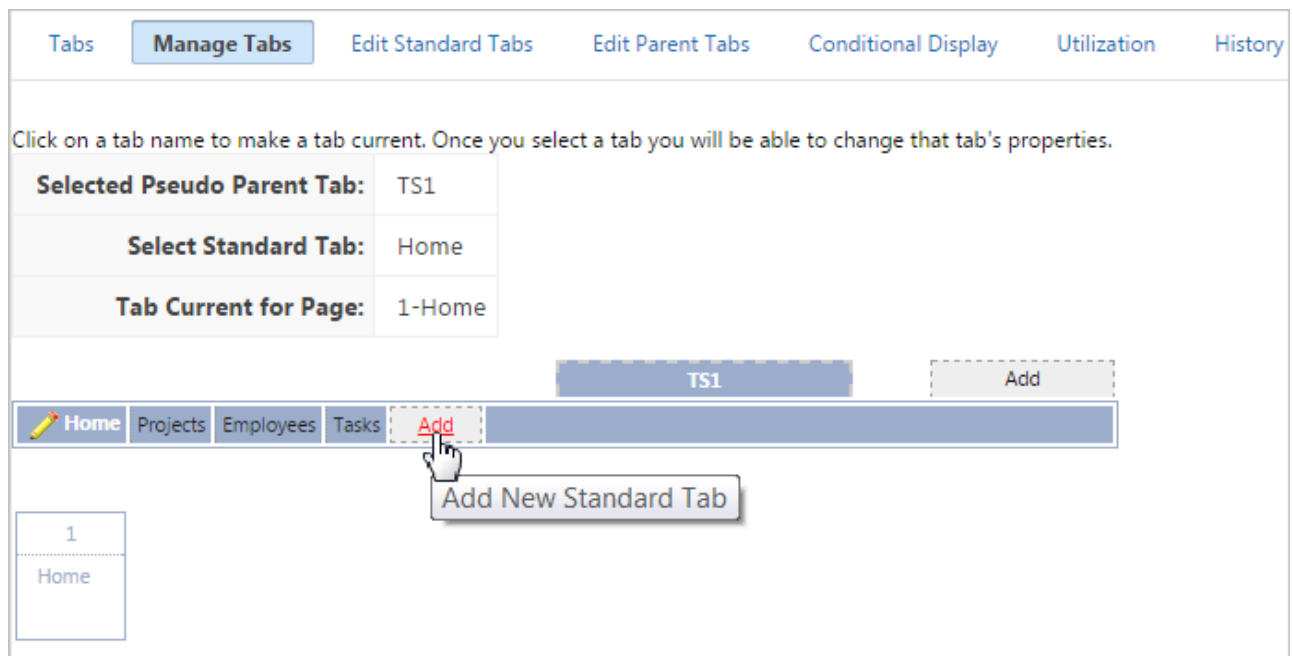 Tabs Manage Tabs Edit Standard Tabs Edit Parent Tabs Conditional Display Utilization History
Click on a tab name to make a tab current. Once you select a tab you will be able to change that tab's properties.
Selected Pseudo Parent Tab: TS1
Select Standard Tab: Home
Tab Current for Page: 1-Home
TS1 Add
Home Projects Employees Tasks Add
Add New Standard Tab
1
Home